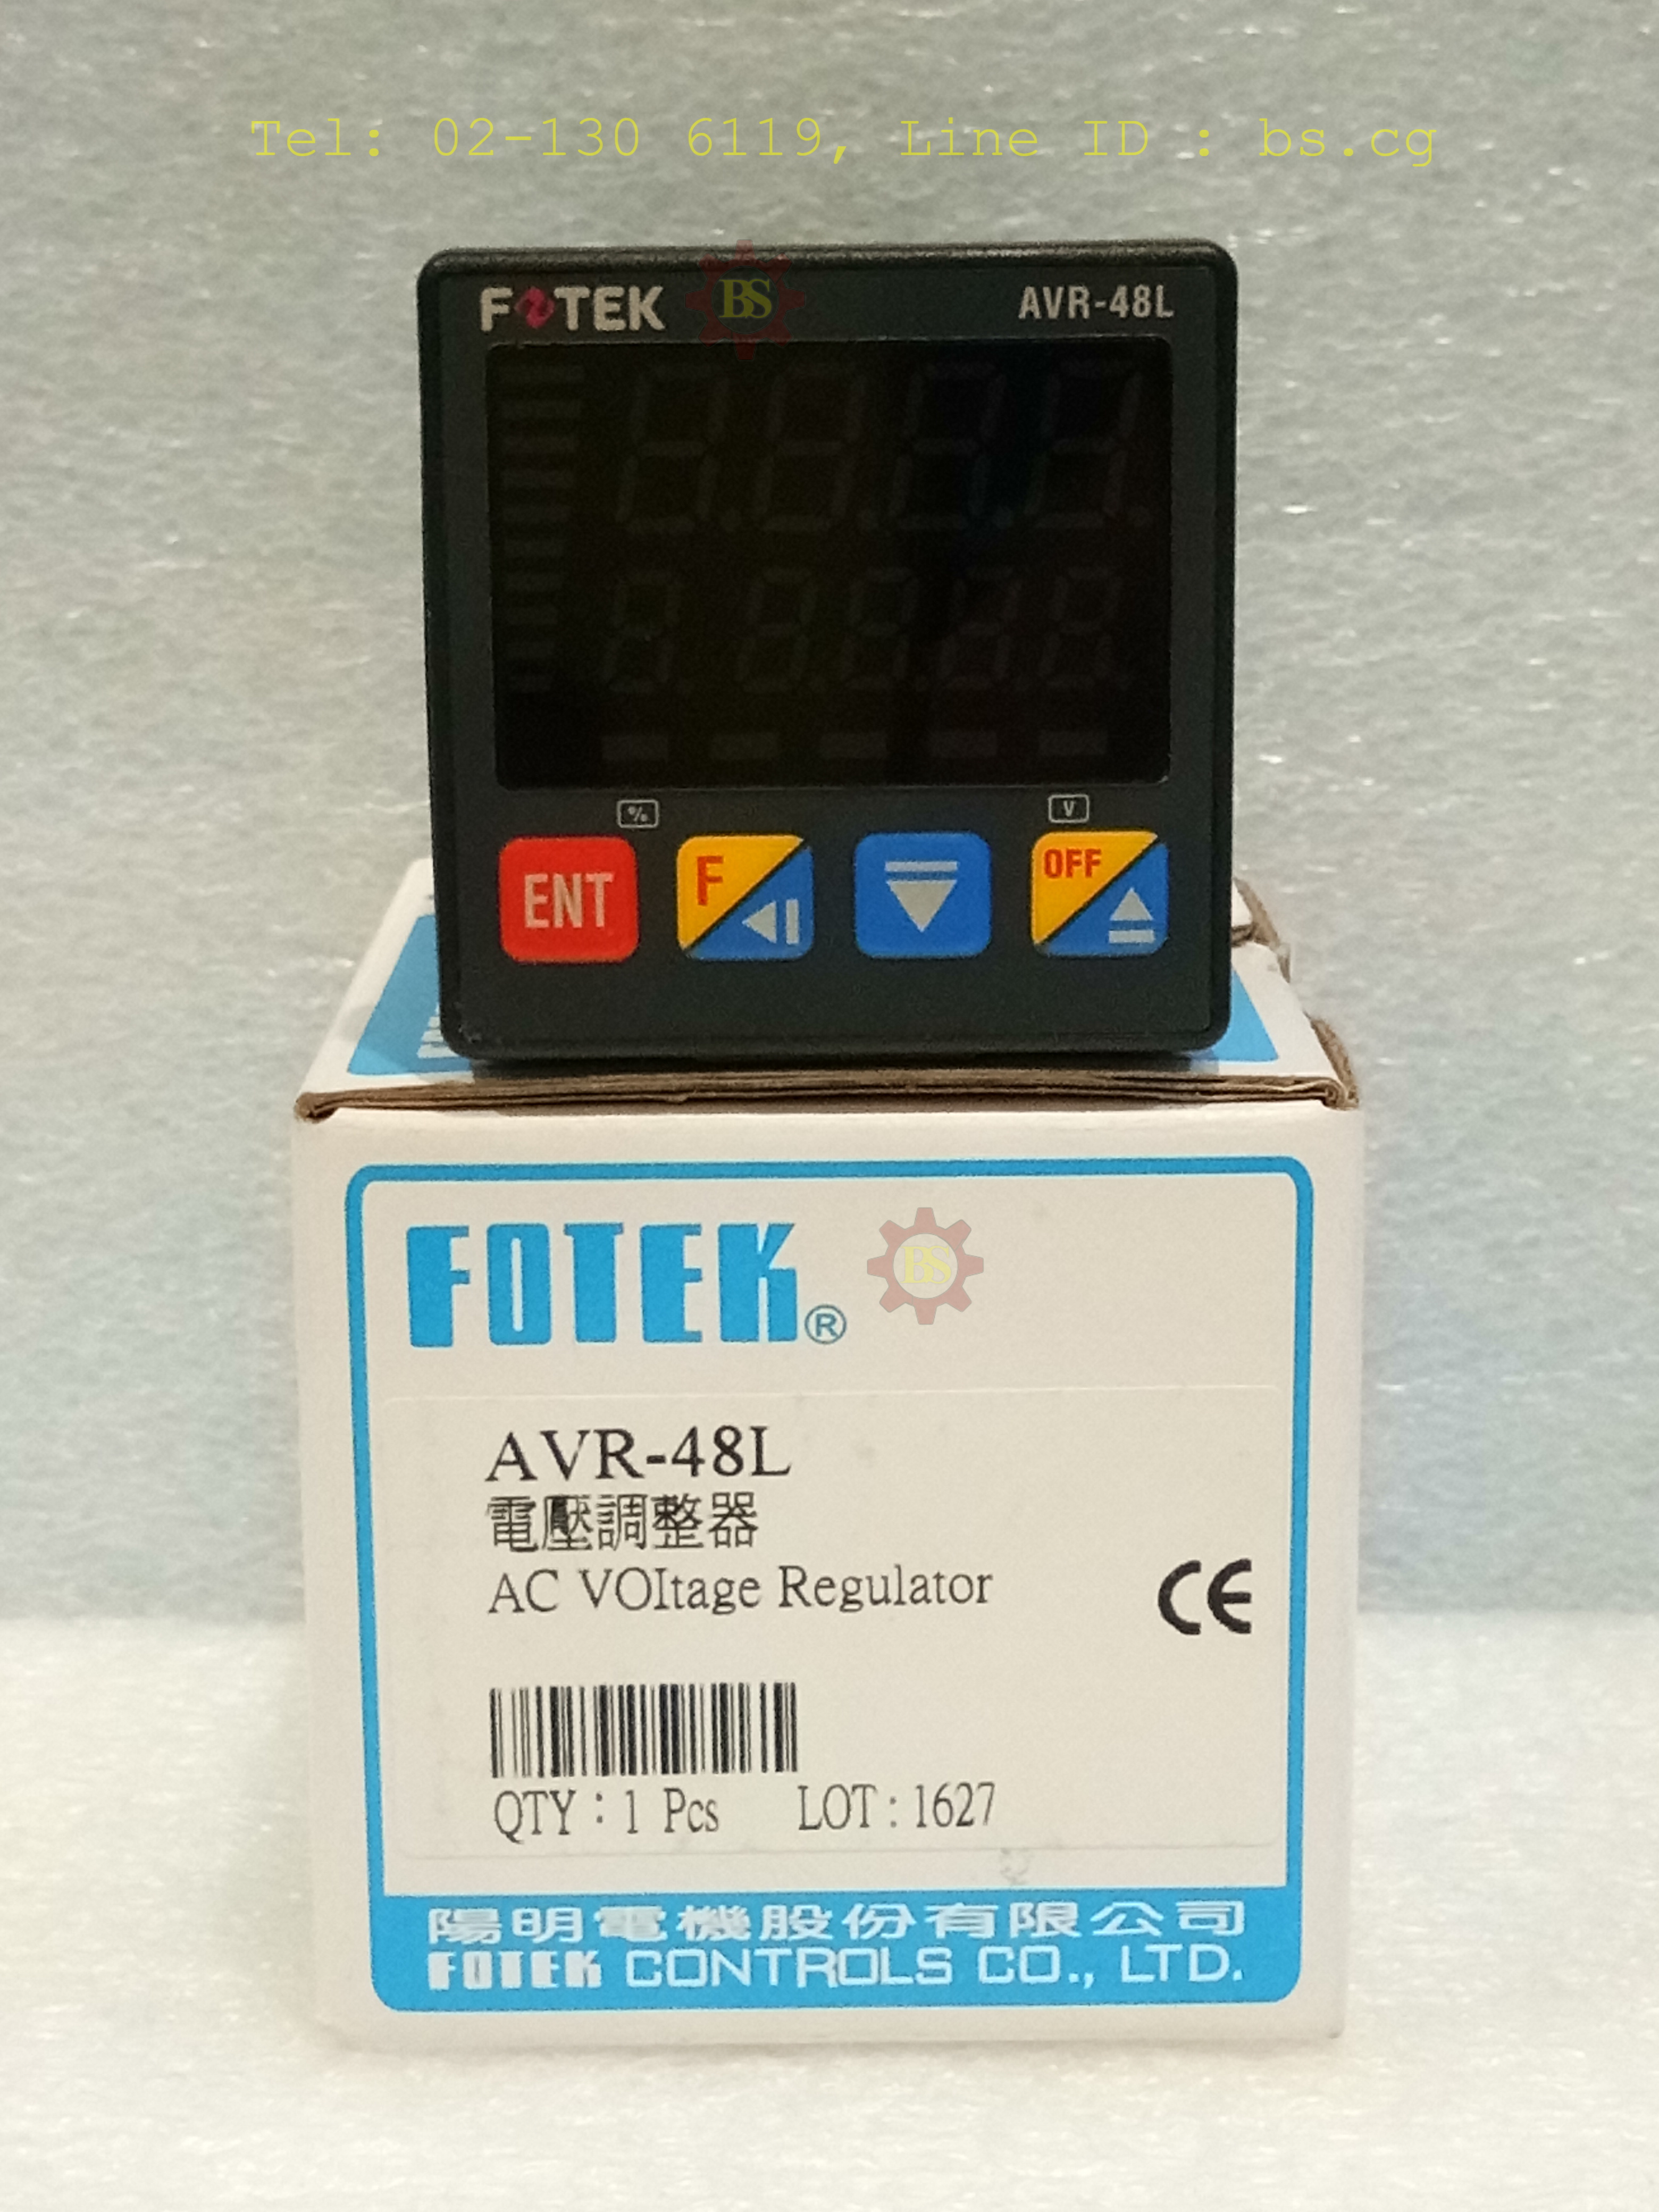 Tel: 02-130 6119, Line ID : bs.cg
FOTEK BS AVR-48L
% V
ENT F OFF
FOTEK® BS
AVR-48L
電壓調整器
AC VOItage Regulator
CE
QTY : 1 Pcs LOT : 1627
陽明電機股份有限公司
FOTEK CONTROLS CO., LTD.